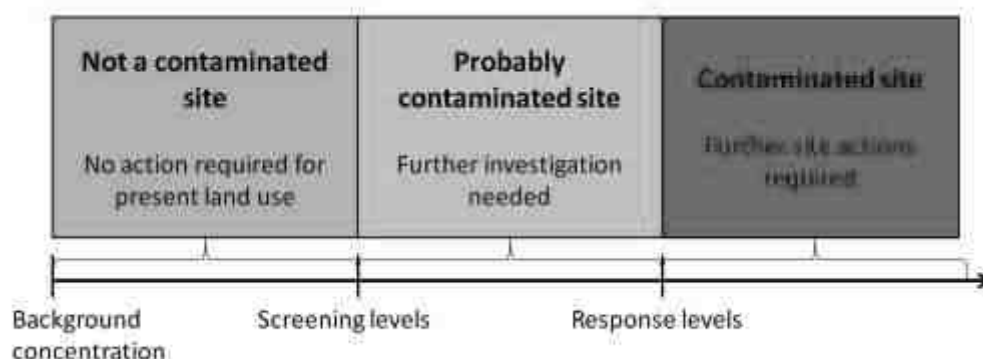 Not a contaminated
site
No action required for
present land use
Probably
contaminated site
Further investigation
needed
Contaminated site
Further site actions
required
Background
concentration
Screening levels
Response levels